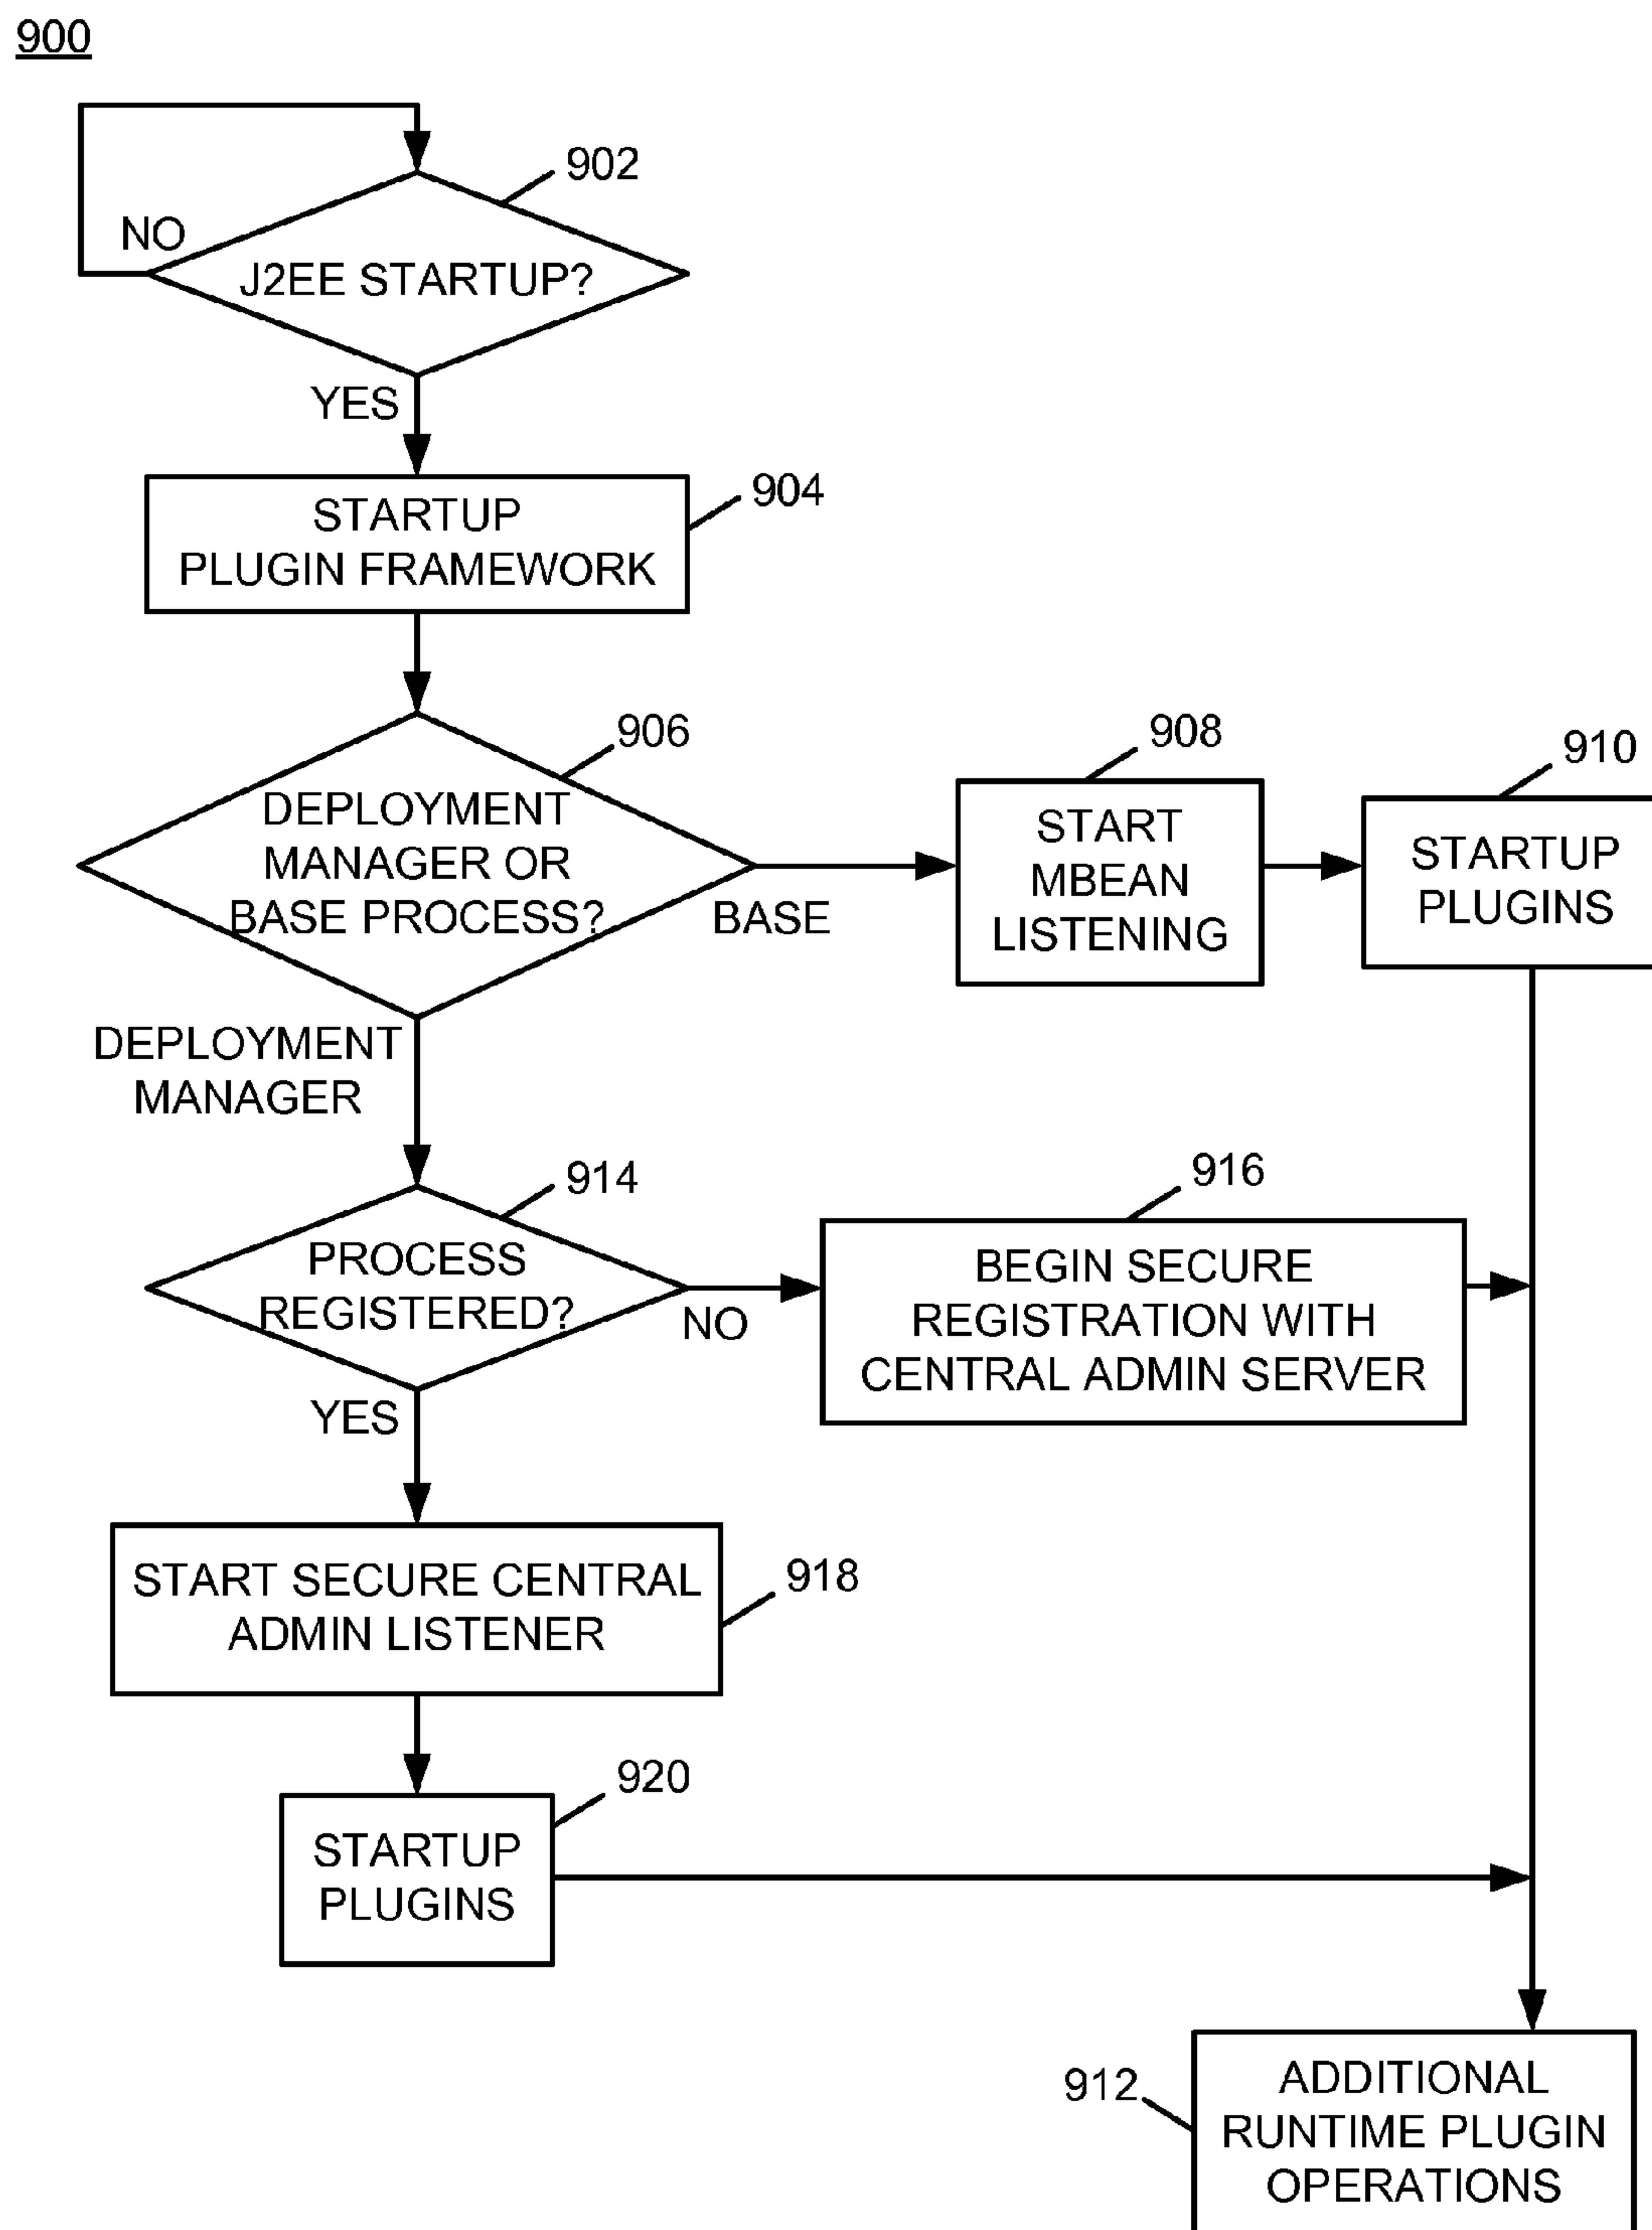 900
902
NO
J2EE STARTUP?
YES
904
STARTUP
PLUGIN FRAMEWORK
906
908
910
DEPLOYMENT
MANAGER OR
BASE PROCESS?
BASE
START
MBEAN
LISTENING
STARTUP
PLUGINS
DEPLOYMENT
MANAGER
914
916
PROCESS
REGISTERED?
NO
BEGIN SECURE
REGISTRATION WITH
CENTRAL ADMIN SERVER
YES
START SECURE CENTRAL
ADMIN LISTENER
918
920
STARTUP
PLUGINS
912
ADDITIONAL
RUNTIME PLUGIN
OPERATIONS